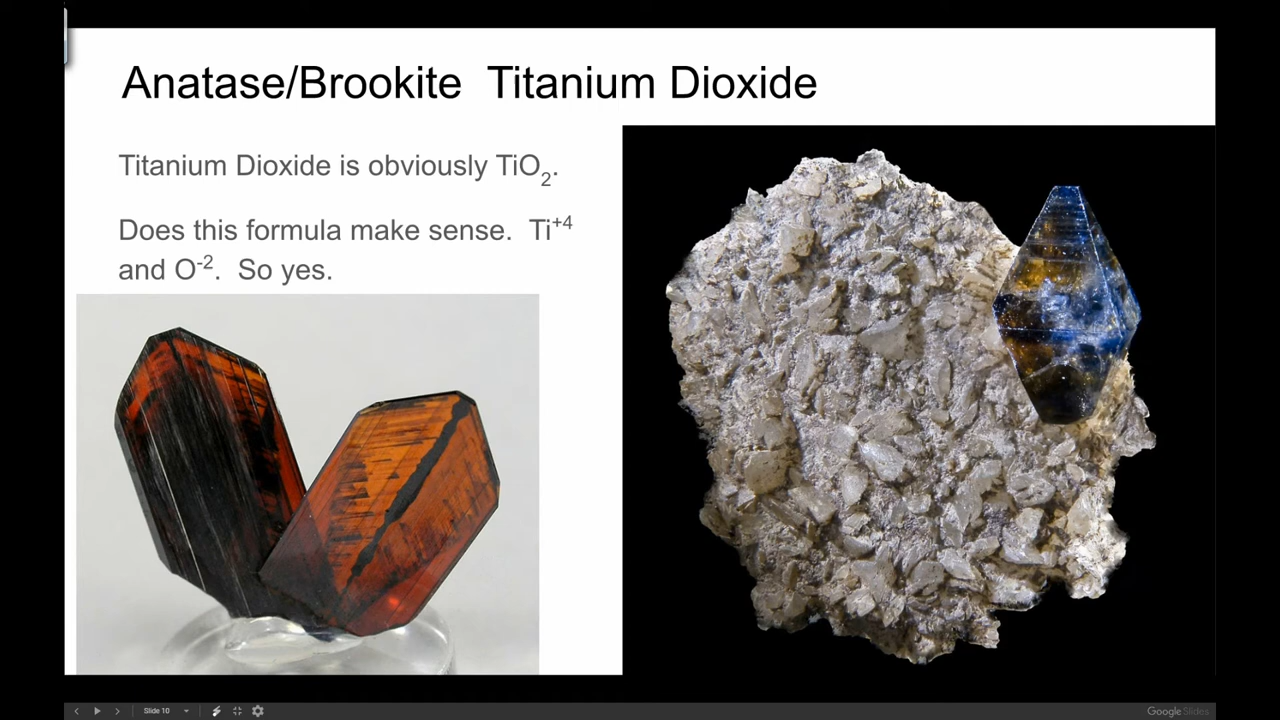 Anatase/Brookite Titanium Dioxide
Titanium Dioxide is obviously TiO₂.
Does this formula make sense. Ti⁺⁴
and O⁻². So yes.
Slide 10
Google Slides